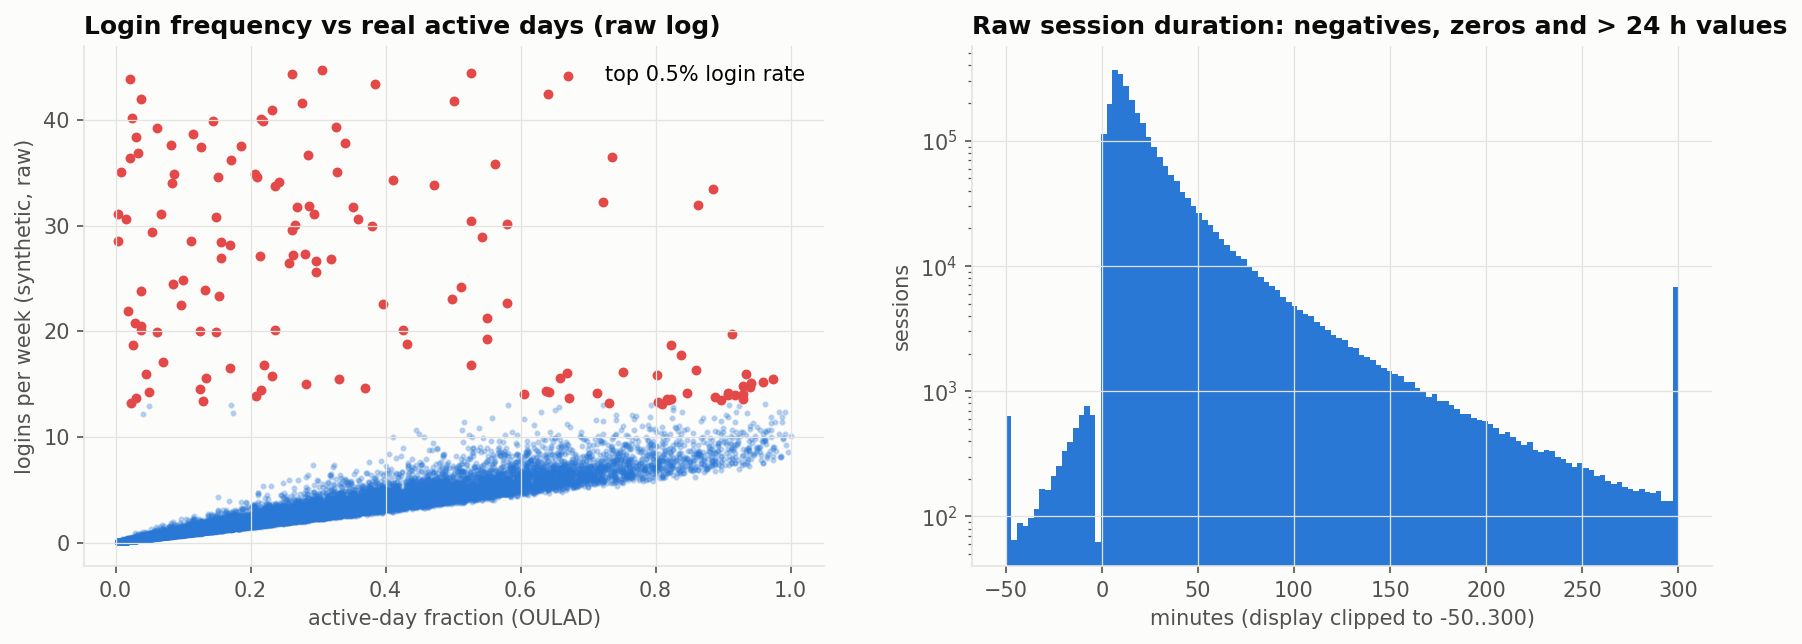 Login frequency vs real active days (raw log)
top 0.5% login rate
logins per week (synthetic, raw)
40
30
20
10
0
0.0 0.2 0.4 0.6 0.8 1.0
active-day fraction (OULAD)
Raw session duration: negatives, zeros and > 24 h values
sessions
10^5
10^4
10^3
10^2
−50 0 50 100 150 200 250 300
minutes (display clipped to -50..300)